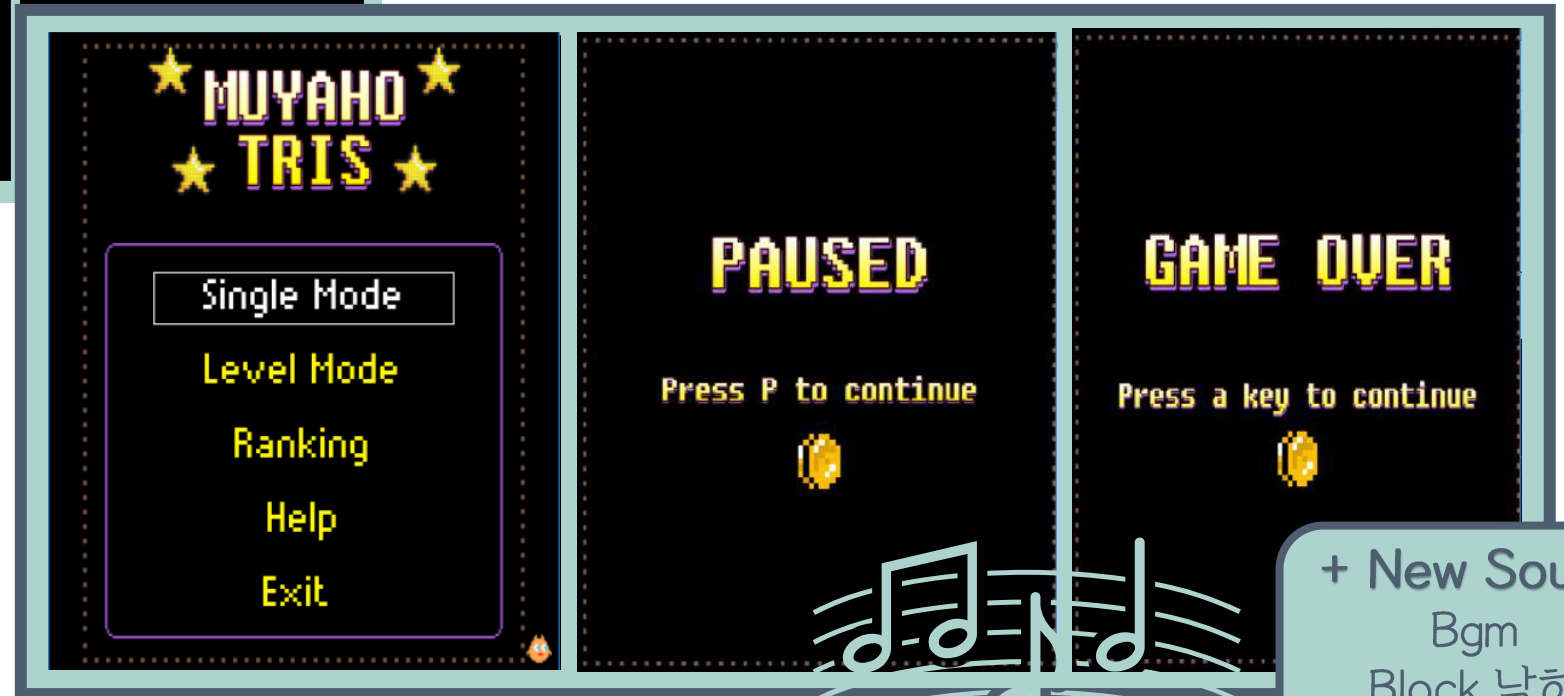 MUYAHO
TRIS
Single Mode
Level Mode
Ranking
Help
Exit
PAUSED
Press P to continue
GAME OVER
Press a key to continue
+ New
Bgm
Block